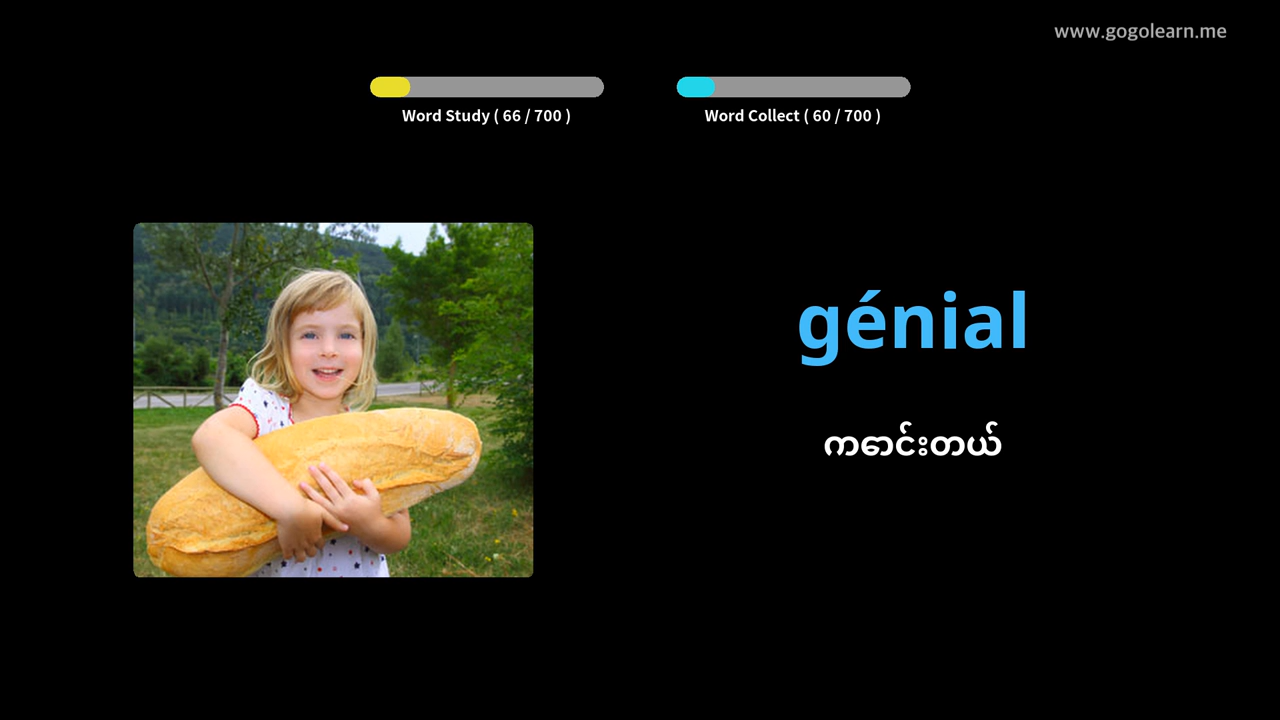 www.gogolearn.me
Word Study ( 66 / 700 )
Word Collect ( 60 / 700 )
génial
ကောင်းတယ်